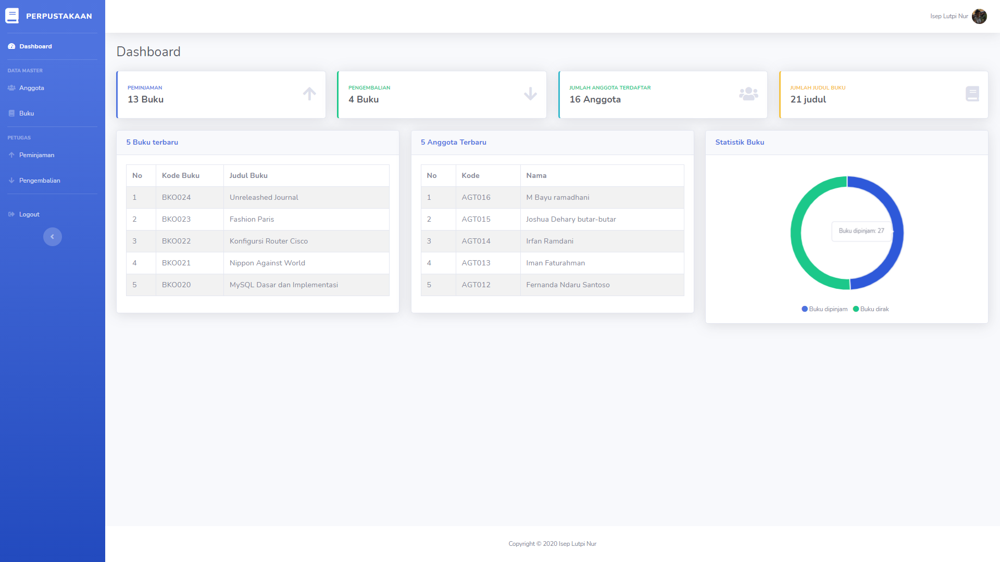 PERPUSTAKAAN
Isep Lutpi Nur
Dashboard
DATA MASTER
Anggota
Buku
PETUGAS
Peminjaman
Pengembalian
Logout
Dashboard
PEMINJAMAN
13 Buku
PENGEMBALIAN
4 Buku
JUMLAH ANGGOTA TERDAFTAR
16 Anggota
JUMLAH JUDUL BUKU
21 judul
5 Buku terbaru
No Kode Buku Judul Buku
1 BKO024 Unreleashed Journal
2 BKO023 Fashion Paris
3 BKO022 Konfigursi Router Cisco
4 BKO021 Nippon Against World
5 BKO020 MySQL Dasar dan Implementasi
5 Anggota Terbaru
No Kode Nama
1 AGT016 M Bayu ramadhani
2 AGT015 Joshua Dehary butar-butar
3 AGT014 Irfan Ramdani
4 AGT013 Iman Faturahman
5 AGT012 Fernanda Ndaru Santoso
Statistik Buku
Buku dipinjam: 27
Buku dipinjam Buku dirak
Copyright © 2020 Isep Lutpi Nur